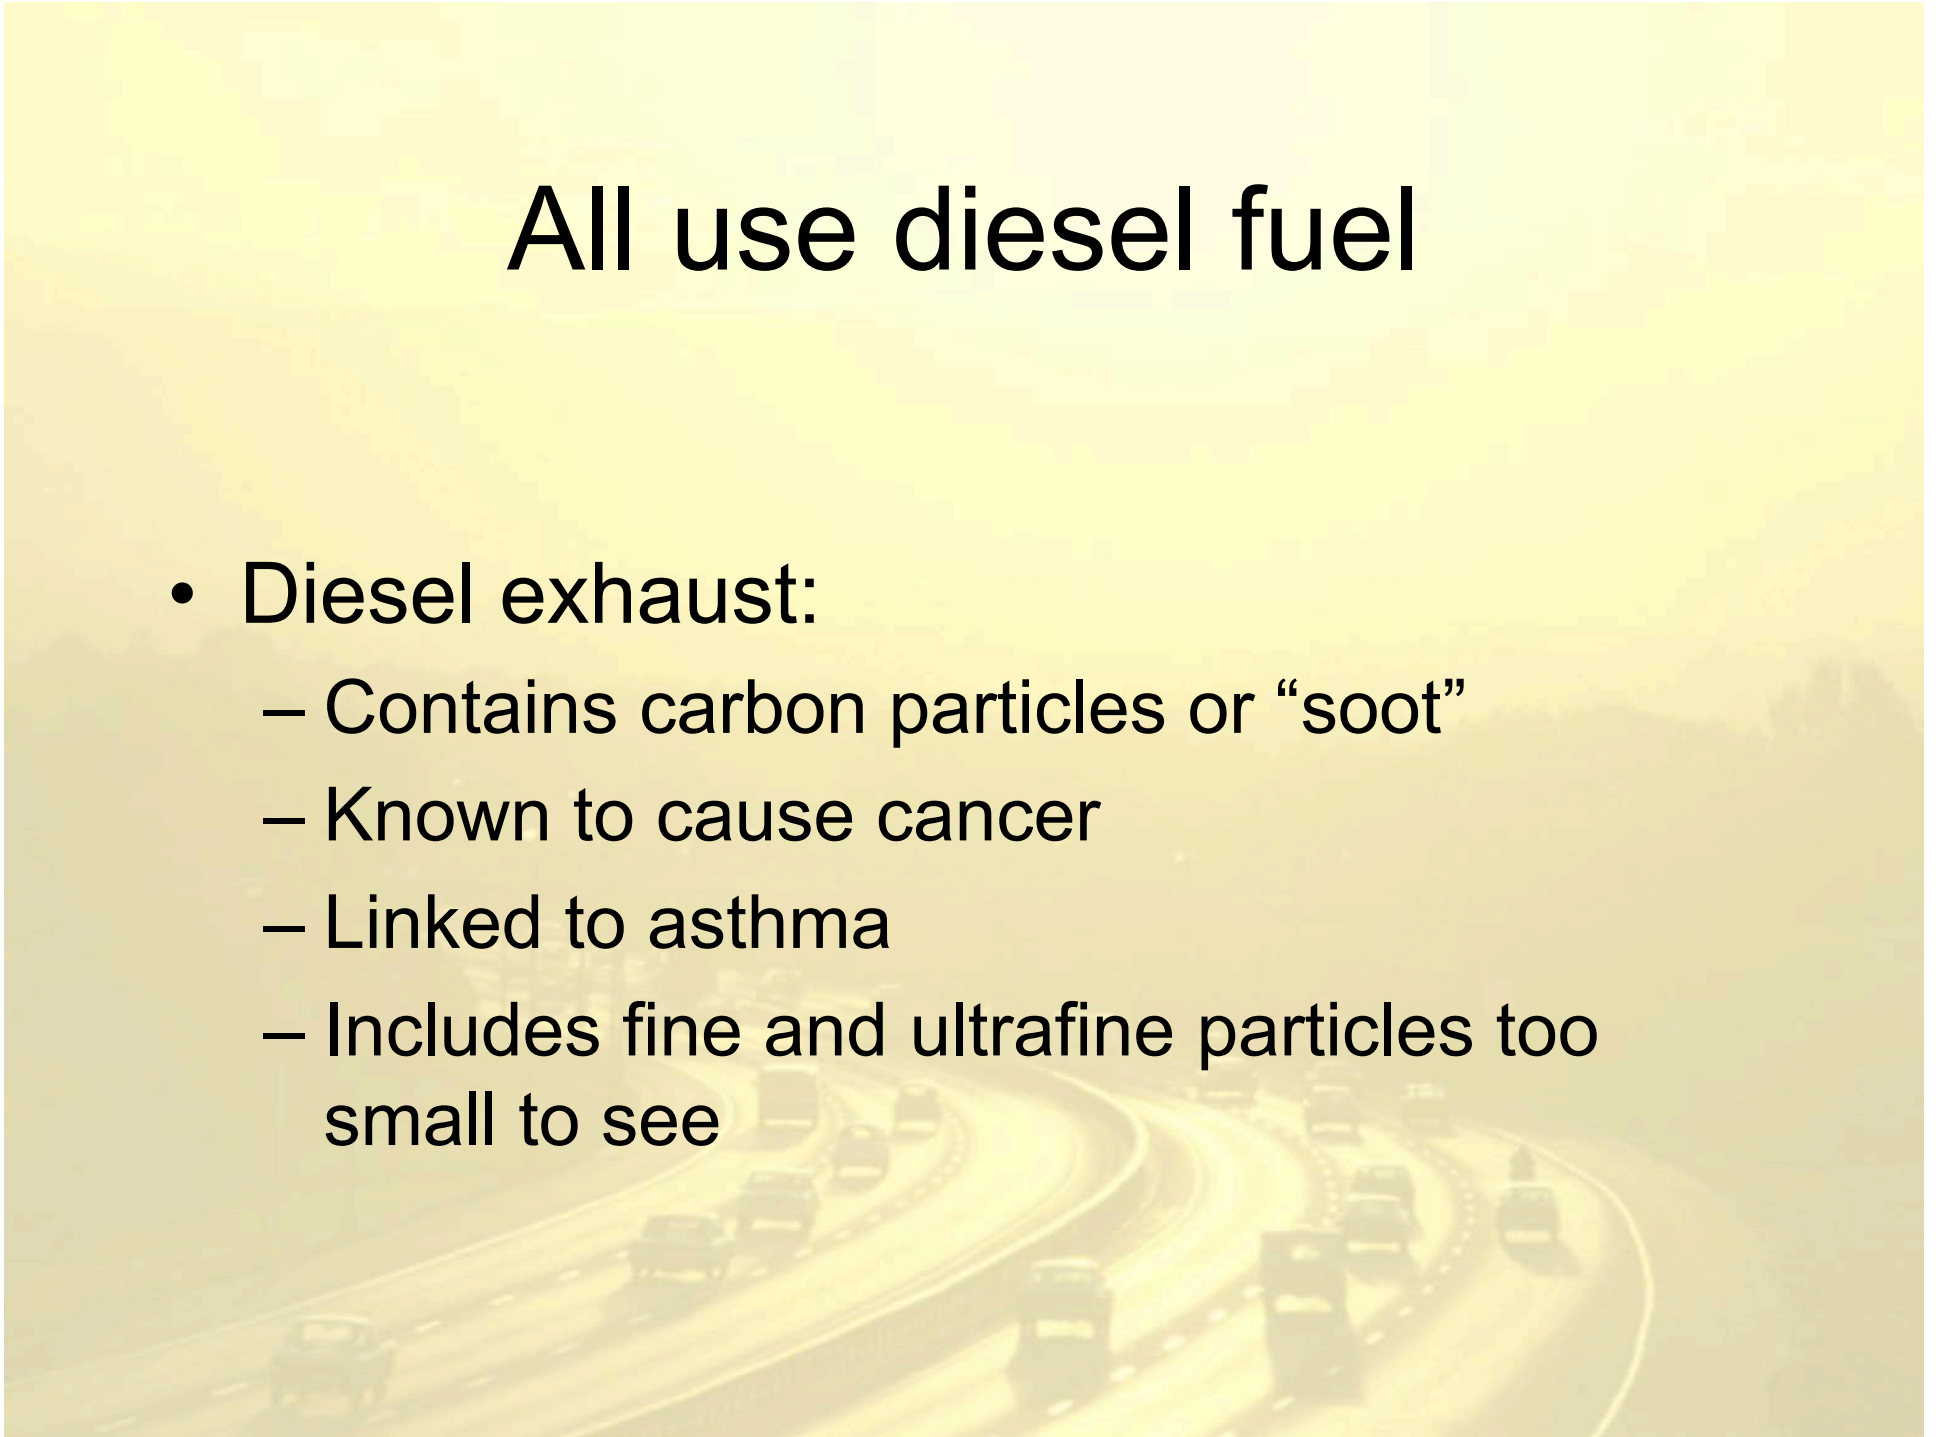 All use diesel fuel
• Diesel exhaust:
– Contains carbon particles or “soot”
– Known to cause cancer
– Linked to asthma
– Includes fine and ultrafine particles too
small to see